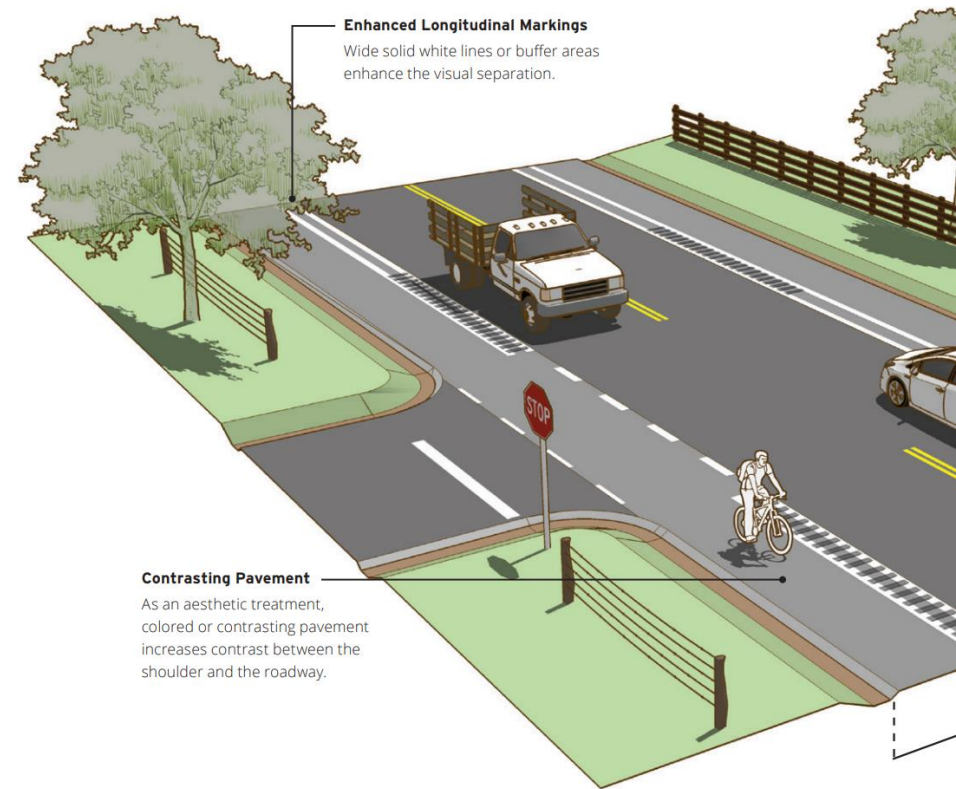 Enhanced Longitudinal Markings
Wide solid white lines or buffer areas
enhance the visual separation.
STOP
Contrasting Pavement
As an aesthetic treatment,
colored or contrasting pavement
increases contrast between the
shoulder and the roadway.